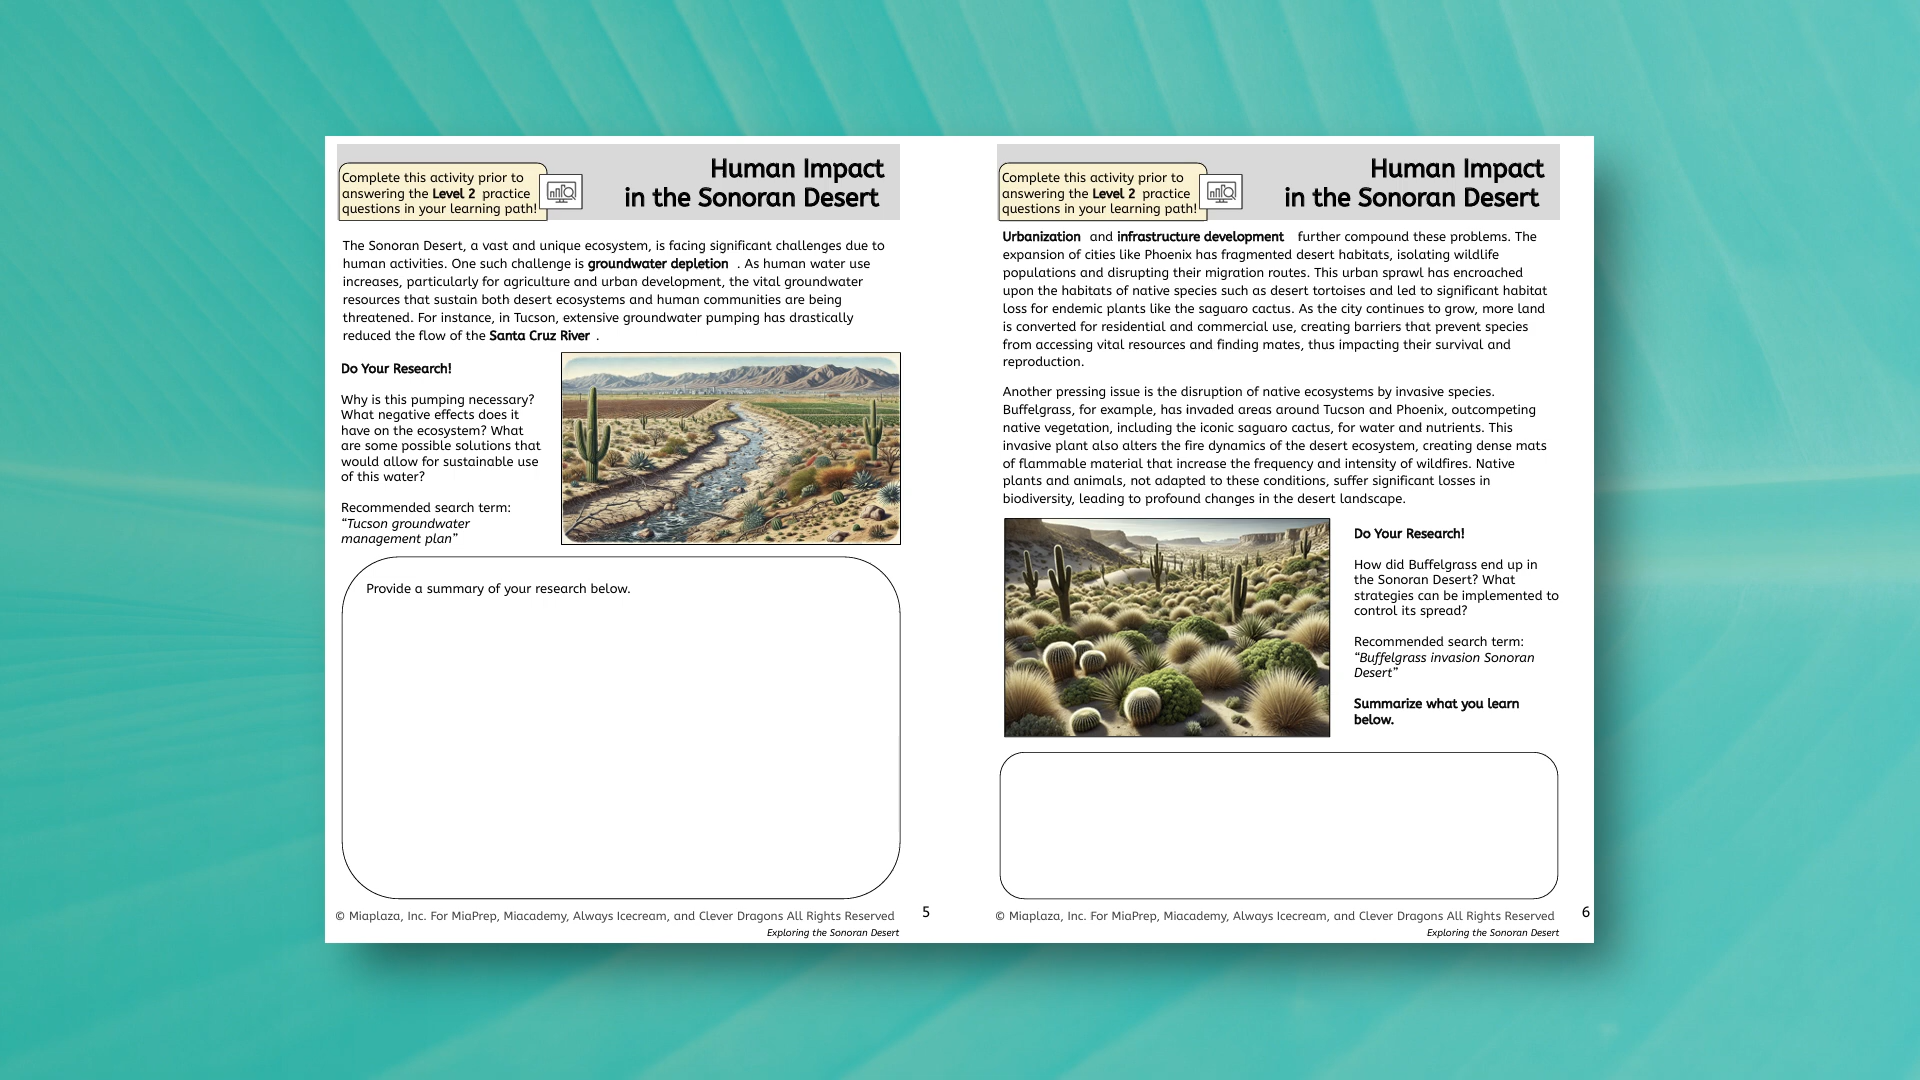 Complete this activity prior to
answering the Level 2 practice
questions in your learning path!
Human Impact
in the Sonoran Desert
The Sonoran Desert, a vast and unique ecosystem, is facing significant challenges due to
human activities. One such challenge is groundwater depletion . As human water use
increases, particularly for agriculture and urban development, the vital groundwater
resources that sustain both desert ecosystems and human communities are being
threatened. For instance, in Tucson, extensive groundwater pumping has drastically
reduced the flow of the Santa Cruz River .
Do Your Research!
Why is this pumping necessary?
What negative effects does it
have on the ecosystem? What
are some possible solutions that
would allow for sustainable use
of this water?
Recommended search term:
“Tucson groundwater
management plan”
Provide a summary of your research below.
© Miaplaza, Inc. For MiaPrep, Miacademy, Always Icecream, and Clever Dragons All Rights Reserved
5
Exploring the Sonoran Desert
Complete this activity prior to
answering the Level 2 practice
questions in your learning path!
Human Impact
in the Sonoran Desert
Urbanization and infrastructure development further compound these problems. The
expansion of cities like Phoenix has fragmented desert habitats, isolating wildlife
populations and disrupting their migration routes. This urban sprawl has encroached
upon the habitats of native species such as desert tortoises and led to significant habitat
loss for endemic plants like the saguaro cactus. As the city continues to grow, more land
is converted for residential and commercial use, creating barriers that prevent species
from accessing vital resources and finding mates, thus impacting their survival and
reproduction.
Another pressing issue is the disruption of native ecosystems by invasive species.
Buffelgrass, for example, has invaded areas around Tucson and Phoenix, outcompeting
native vegetation, including the iconic saguaro cactus, for water and nutrients. This
invasive plant also alters the fire dynamics of the desert ecosystem, creating dense mats
of flammable material that increase the frequency and intensity of wildfires. Native
plants and animals, not adapted to these conditions, suffer significant losses in
biodiversity, leading to profound changes in the desert landscape.
Do Your Research!
How did Buffelgrass end up in
the Sonoran Desert? What
strategies can be implemented to
control its spread?
Recommended search term:
“Buffelgrass invasion Sonoran
Desert”
Summarize what you learn
below.
© Miaplaza, Inc. For MiaPrep, Miacademy, Always Icecream, and Clever Dragons All Rights Reserved
6
Exploring the Sonoran Desert